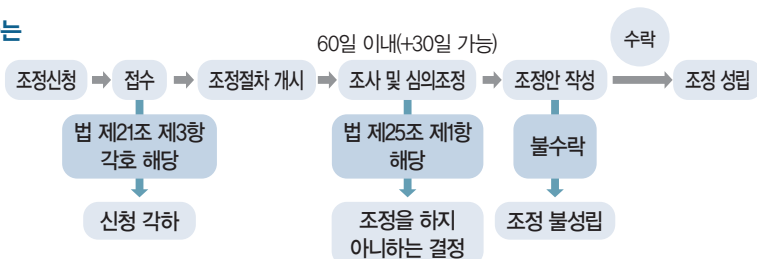 는
60일 이내(+30일 가능)
수락
조정신청
접수
조정절차 개시
조사 및 심의조정
조정안 작성
조정 성립
법 제21조 제3항
각호 해당
법 제25조 제1항
해당
불수락
신청 각하
조정을 하지
아니하는 결정
조정 불성립